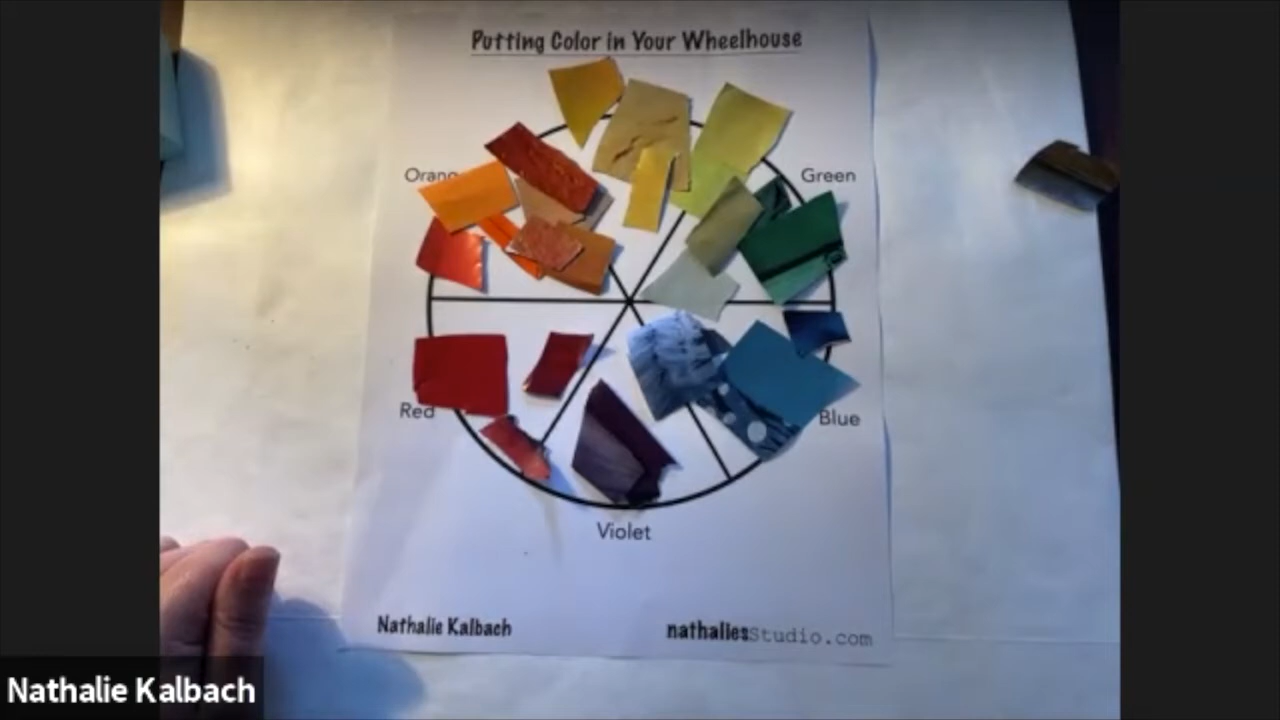 Putting Color in Your Wheelhouse
Orang
Green
Red
Blue
Violet
Nathalie Kalbach
nathaliesStudio.com
Nathalie Kalbach